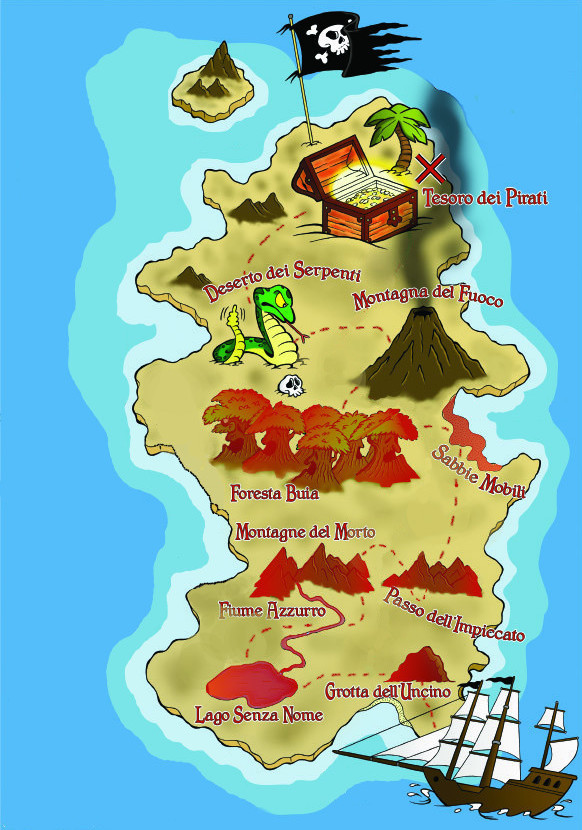 Tesoro dei Pirati
Deserto dei Serpenti
Montagna del Fuoco
Sabbie Mobili
Foresta Buia
Montagne del Morto
Fiume Azzurro
Passo dell'Impiccato
Grotta dell'Uncino
Lago Senza Nome